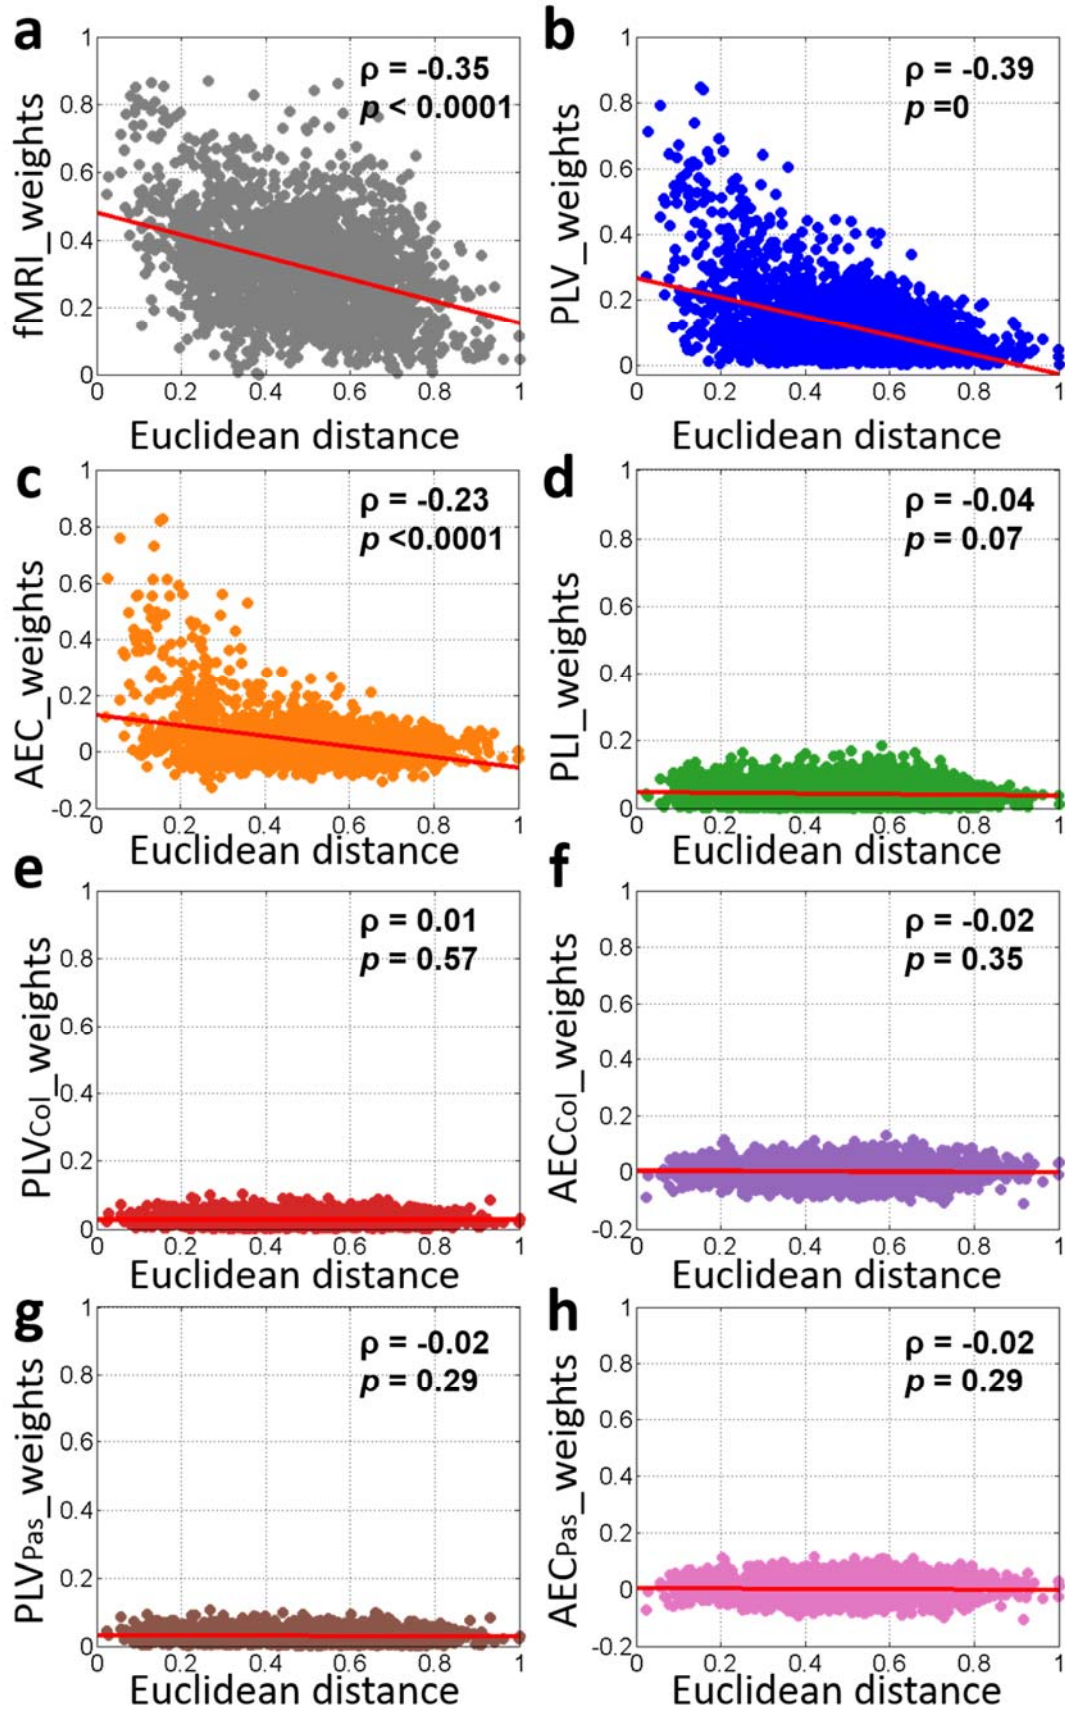 a
ρ = -0.35
p < 0.0001
fMRI_weights
1
0.8
0.6
0.4
0.2
0
0 0.2 0.4 0.6 0.8 1
Euclidean distance
b
ρ = -0.39
p =0
PLV_weights
1
0.8
0.6
0.4
0.2
0
0 0.2 0.4 0.6 0.8 1
Euclidean distance
c
ρ = -0.23
p <0.0001
AEC_weights
1
0.8
0.6
0.4
0.2
0
-0.2
0 0.2 0.4 0.6 0.8 1
Euclidean distance
d
ρ = -0.04
p = 0.07
PLI_weights
1
0.8
0.6
0.4
0.2
0
0 0.2 0.4 0.6 0.8 1
Euclidean distance
e
ρ = 0.01
p = 0.57
PLVCol_weights
1
0.8
0.6
0.4
0.2
0
0 0.2 0.4 0.6 0.8 1
Euclidean distance
f
ρ = -0.02
p = 0.35
AECCol_weights
1
0.8
0.6
0.4
0.2
0
-0.2
0 0.2 0.4 0.6 0.8 1
Euclidean distance
g
ρ = -0.02
p = 0.29
PLVPas_weights
1
0.8
0.6
0.4
0.2
0
0 0.2 0.4 0.6 0.8 1
Euclidean distance
h
ρ = -0.02
p = 0.29
AECPas_weights
1
0.8
0.6
0.4
0.2
0
-0.2
0 0.2 0.4 0.6 0.8 1
Euclidean distance